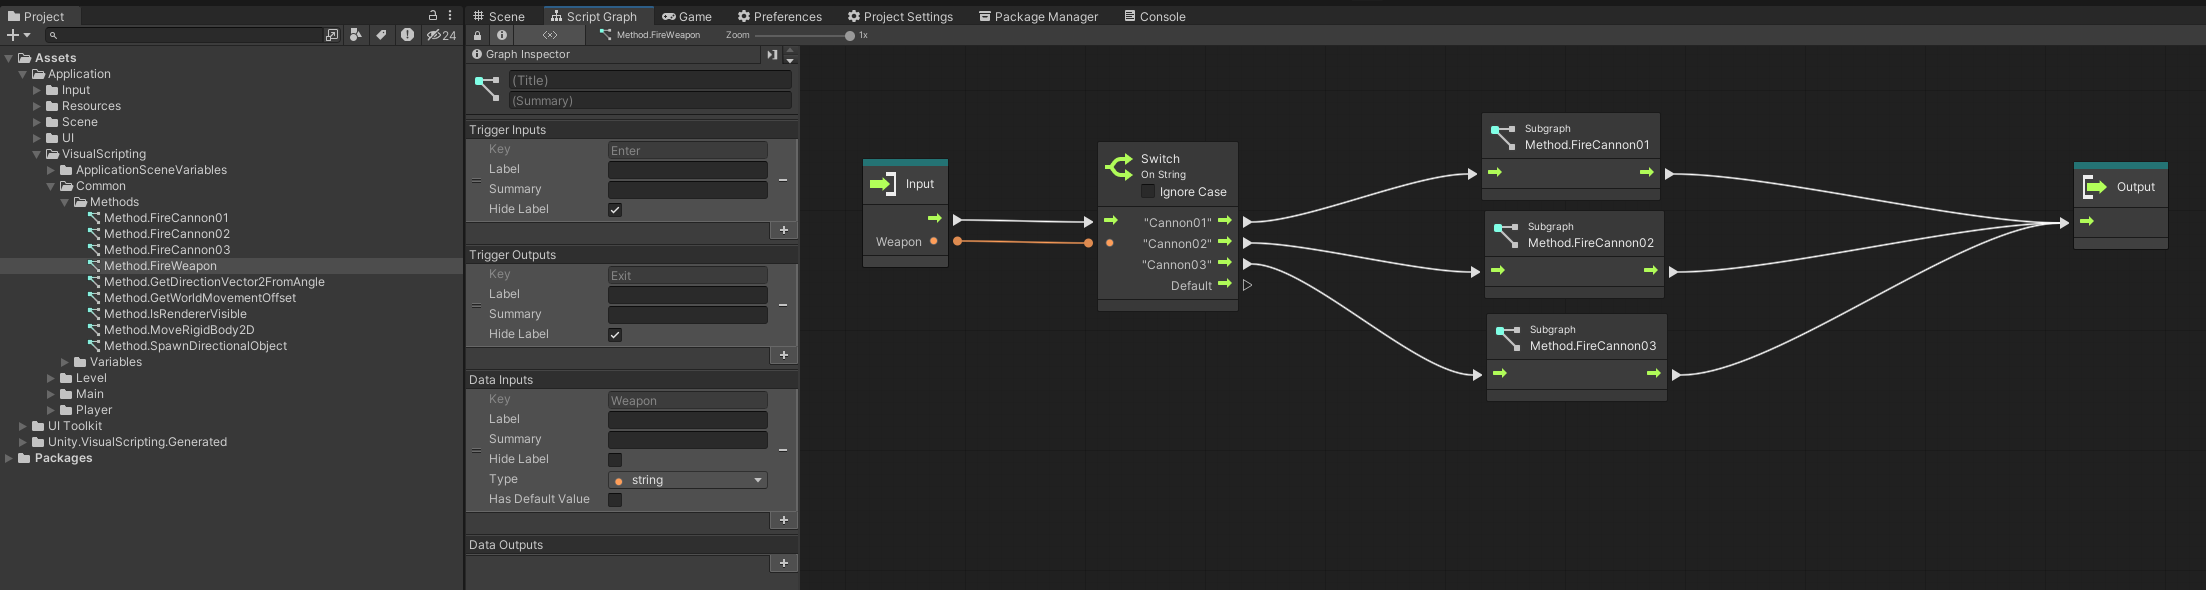 Project
24
Assets
Application
Input
Resources
Scene
UI
VisualScripting
ApplicationSceneVariables
Common
Methods
Method.FireCannon01
Method.FireCannon02
Method.FireCannon03
Method.FireWeapon
Method.GetDirectionVector2FromAngle
Method.GetWorldMovementOffset
Method.IsRendererVisible
Method.MoveRigidBody2D
Method.SpawnDirectionalObject
Variables
Level
Main
Player
UI Toolkit
Unity.VisualScripting.Generated
Packages
Scene Script Graph Game Preferences Project Settings Package Manager Console
<x> Method.FireWeapon Zoom 1x
Graph Inspector
(Title)
(Summary)
Trigger Inputs
Key Enter
Label
Summary
Hide Label
Trigger Outputs
Key Exit
Label
Summary
Hide Label
Data Inputs
Key Weapon
Label
Summary
Hide Label
Type string
Has Default Value
Data Outputs
Input
Weapon
Switch
On String
Ignore Case
"Cannon01"
"Cannon02"
"Cannon03"
Default
Subgraph
Method.FireCannon01
Subgraph
Method.FireCannon02
Subgraph
Method.FireCannon03
Output